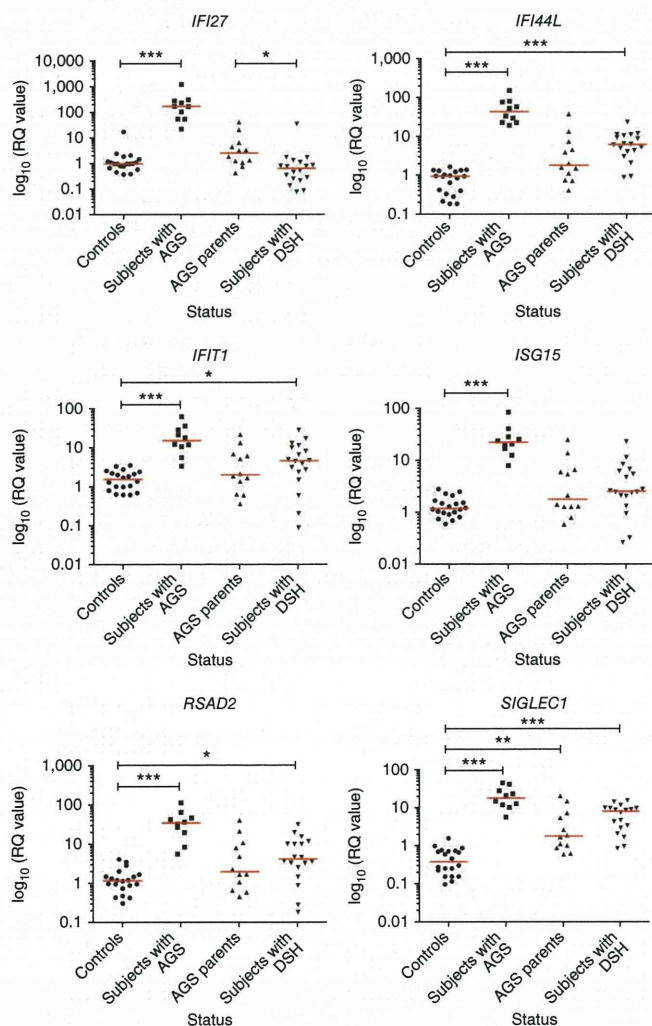 IFI27
***
*
log10 (RQ value)
10,000
1,000
100
10
1
0.1
0.01
Controls
Subjects with
AGS
AGS parents
Subjects with
DSH
Status
IFI44L
***
***
log10 (RQ value)
1,000
100
10
1
0.1
Controls
Subjects with
AGS
AGS parents
Subjects with
DSH
Status
IFIT1
*
***
log10 (RQ value)
100
10
1
0.1
0.01
Controls
Subjects with
AGS
AGS parents
Subjects with
DSH
Status
ISG15
***
log10 (RQ value)
100
10
1
0.1
Controls
Subjects with
AGS
AGS parents
Subjects with
DSH
Status
RSAD2
*
***
log10 (RQ value)
1,000
100
10
1
0.1
Controls
Subjects with
AGS
AGS parents
Subjects with
DSH
Status
SIGLEC1
***
**
***
log10 (RQ value)
100
10
1
0.1
0.01
Controls
Subjects with
AGS
AGS parents
Subjects with
DSH
Status